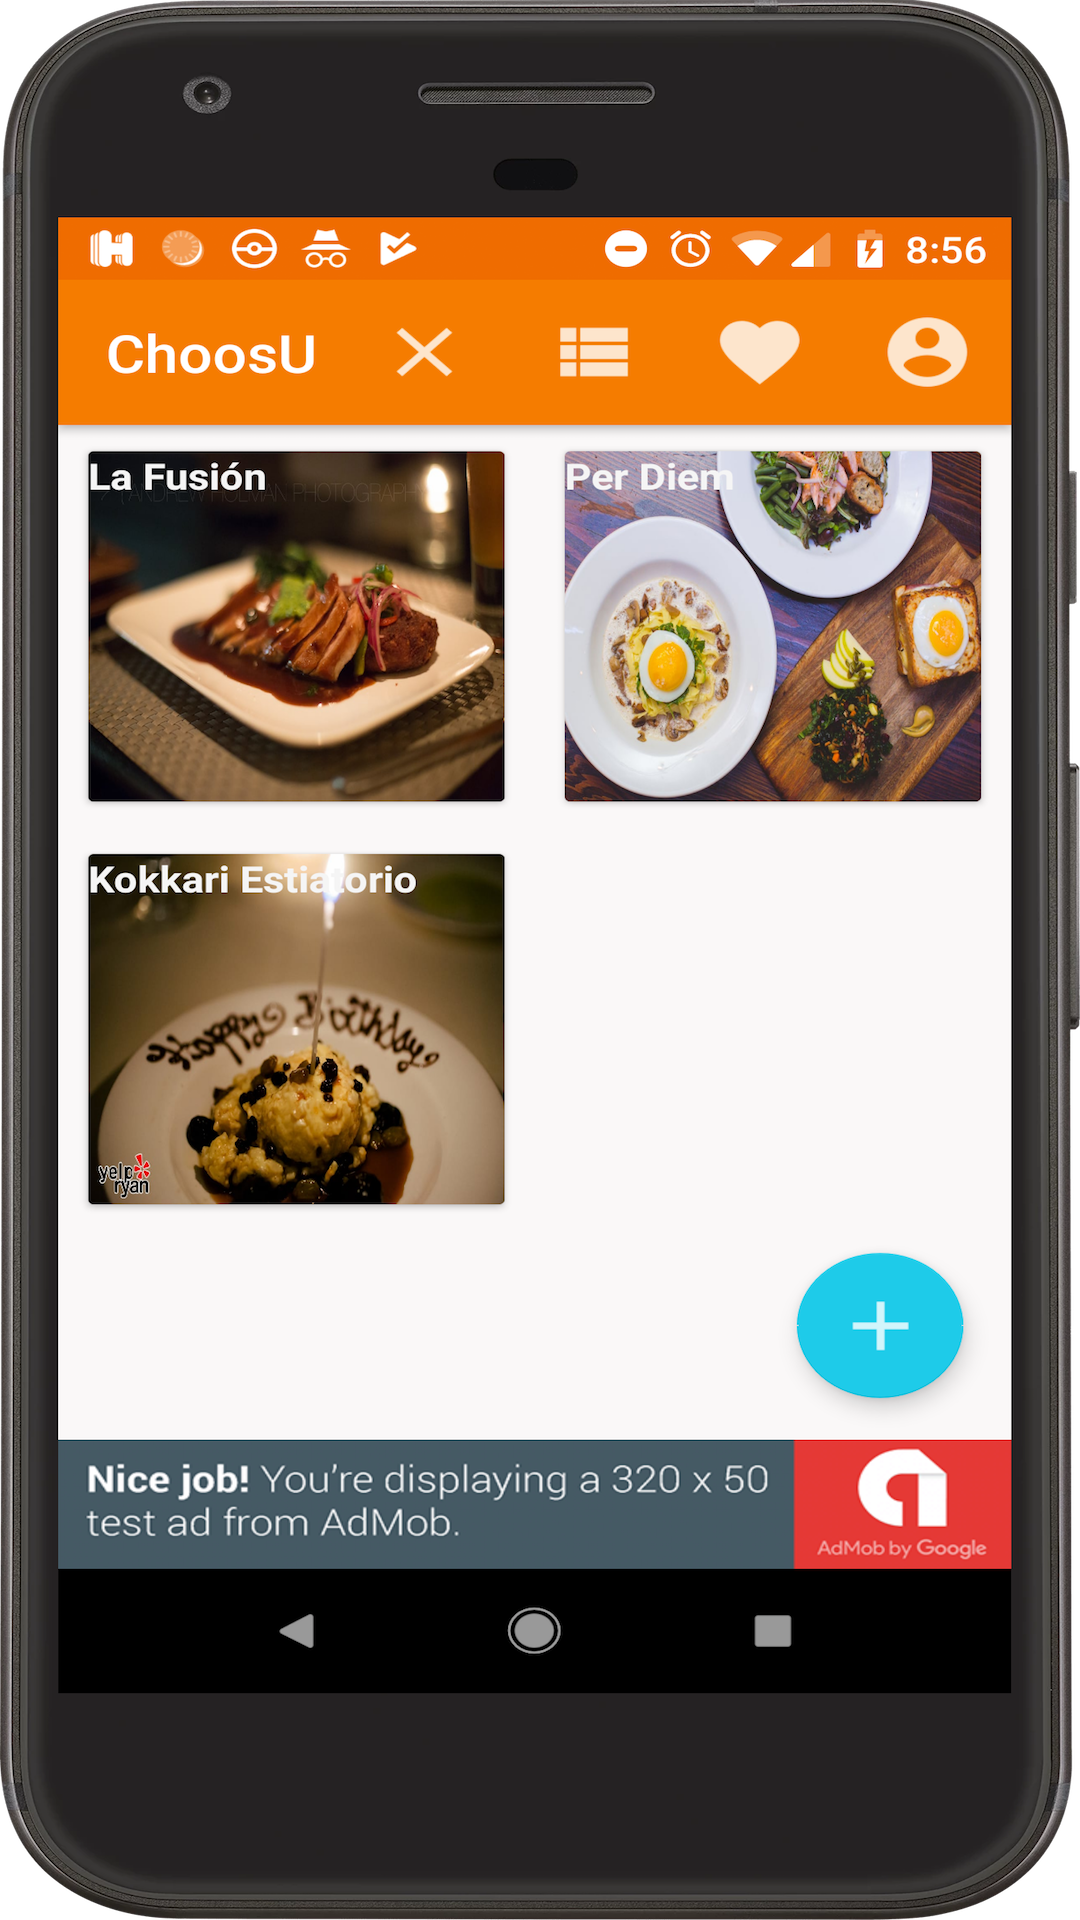 8:56
ChoosU
La Fusión
ANDREW HOLMAN PHOTOGRAPHY
Per Diem
Kokkari Estiatorio
Happy Birthday
yelp
ryan
Nice job! You're displaying a 320 x 50
test ad from AdMob.
AdMob by Google